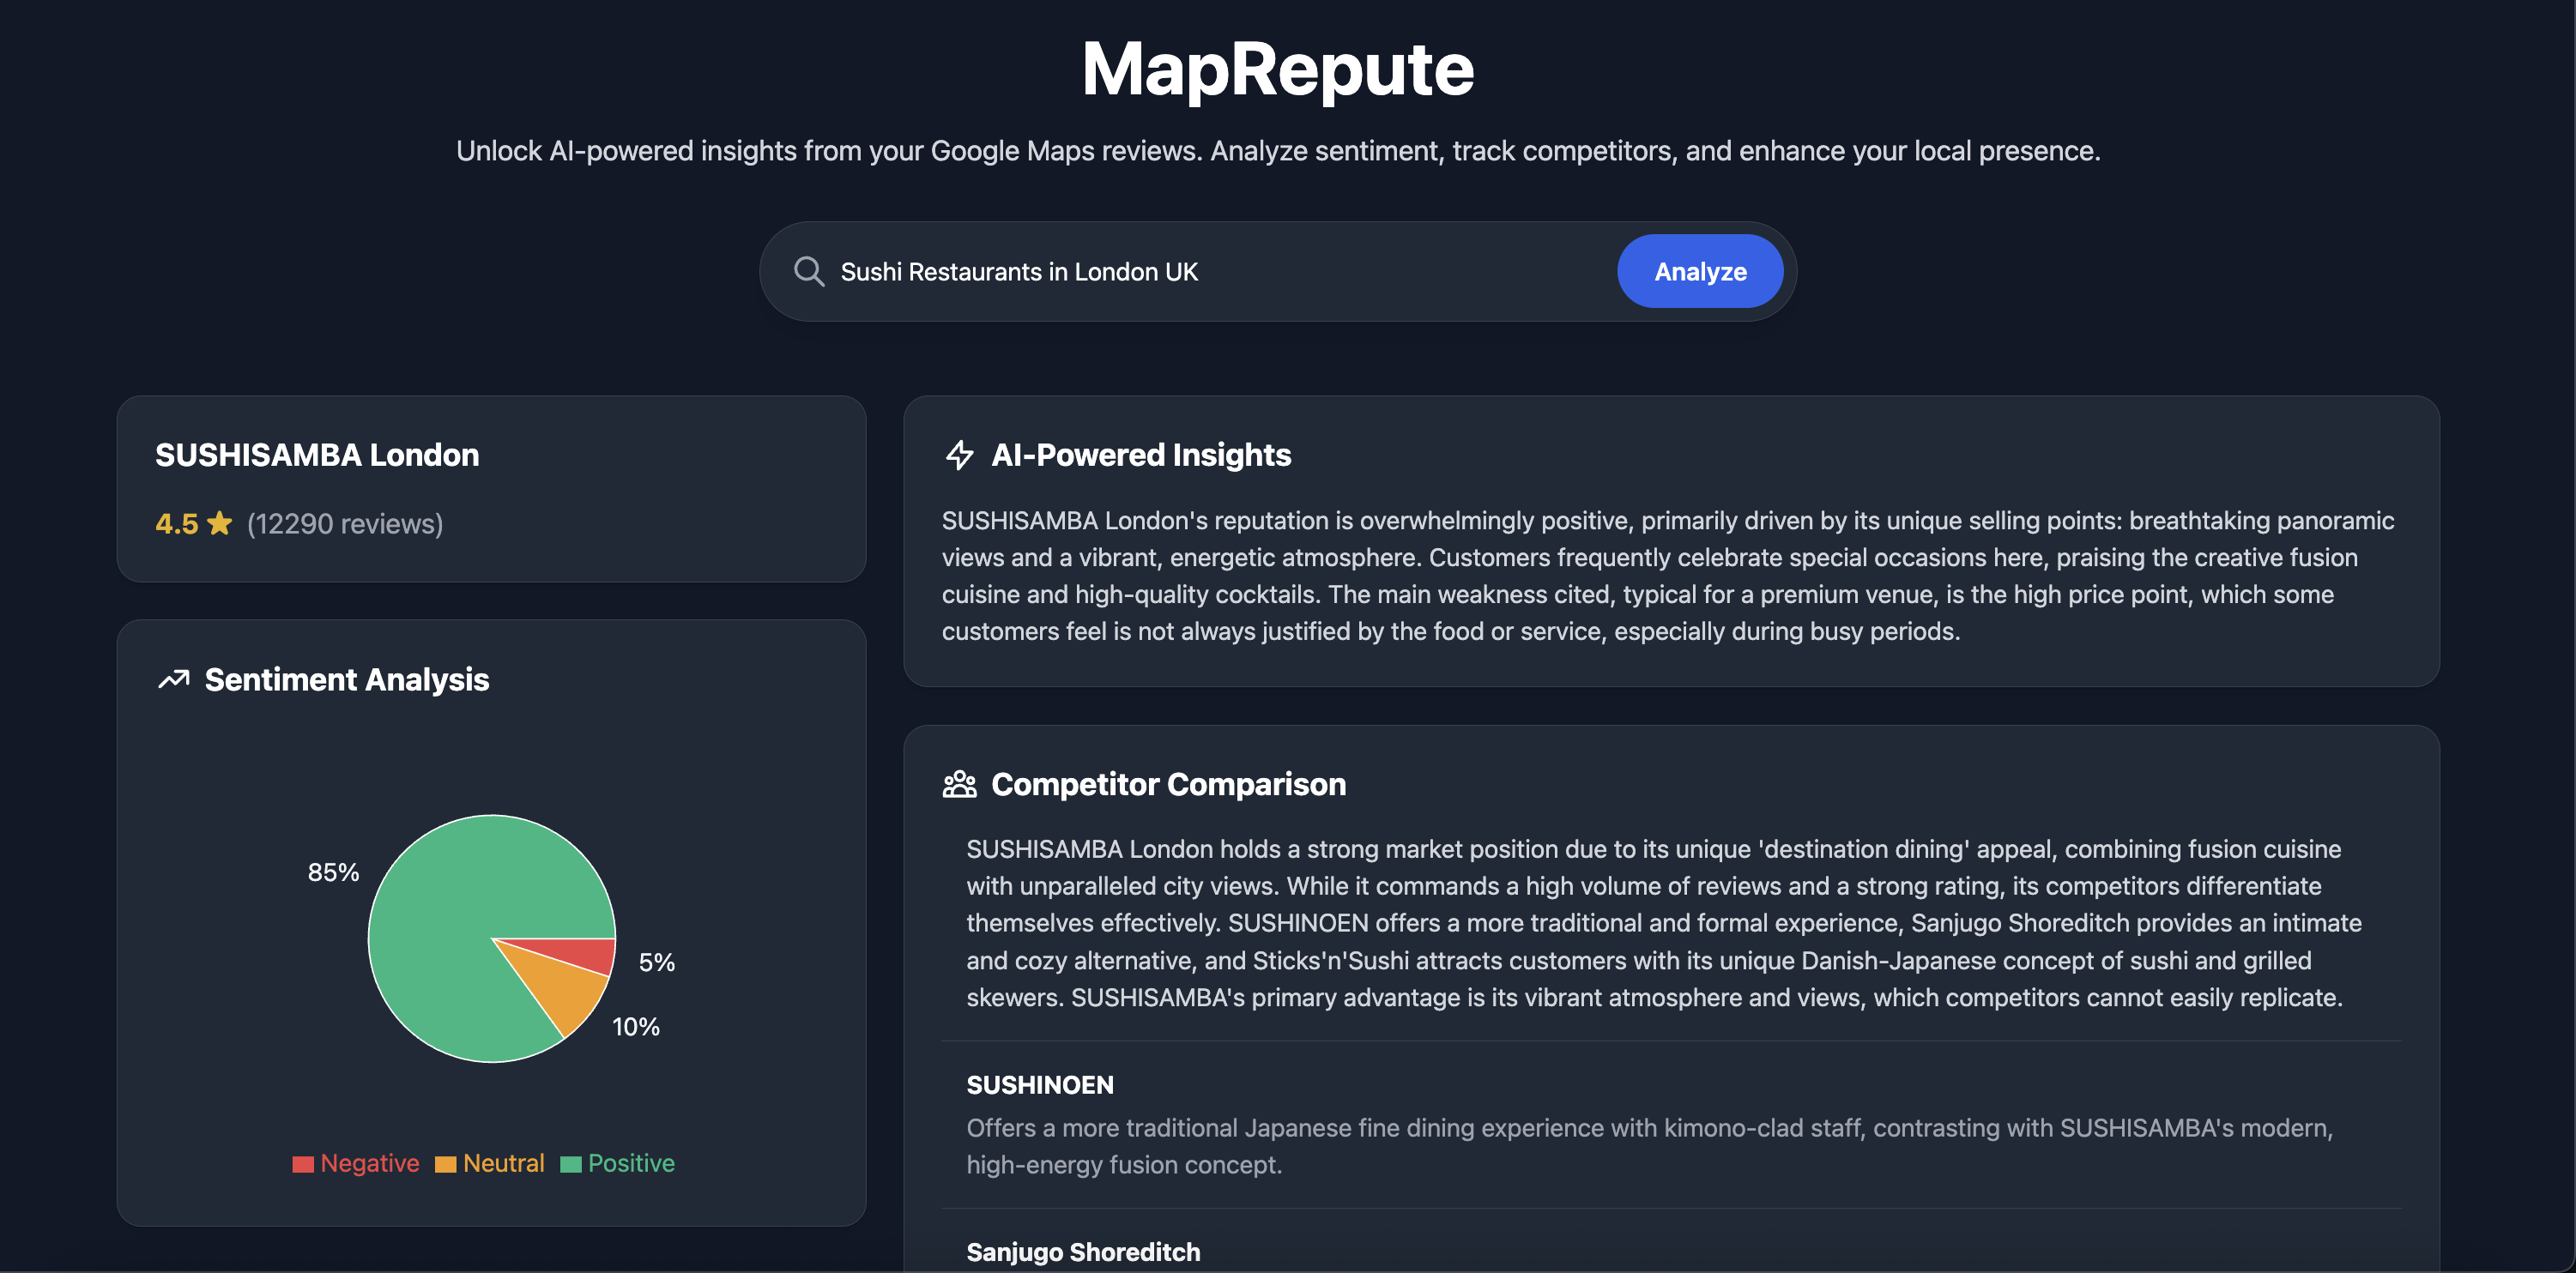 MapRepute
Unlock AI-powered insights from your Google Maps reviews. Analyze sentiment, track competitors, and enhance your local presence.
Sushi Restaurants in London UK
Analyze
SUSHISAMBA London
4.5 ★ (12290 reviews)
Sentiment Analysis
85%
5%
10%
Negative Neutral Positive
AI-Powered Insights
SUSHISAMBA London's reputation is overwhelmingly positive, primarily driven by its unique selling points: breathtaking panoramic
views and a vibrant, energetic atmosphere. Customers frequently celebrate special occasions here, praising the creative fusion
cuisine and high-quality cocktails. The main weakness cited, typical for a premium venue, is the high price point, which some
customers feel is not always justified by the food or service, especially during busy periods.
Competitor Comparison
SUSHISAMBA London holds a strong market position due to its unique 'destination dining' appeal, combining fusion cuisine
with unparalleled city views. While it commands a high volume of reviews and a strong rating, its competitors differentiate
themselves effectively. SUSHINOEN offers a more traditional and formal experience, Sanjugo Shoreditch provides an intimate
and cozy alternative, and Sticks'n'Sushi attracts customers with its unique Danish-Japanese concept of sushi and grilled
skewers. SUSHISAMBA's primary advantage is its vibrant atmosphere and views, which competitors cannot easily replicate.
SUSHINOEN
Offers a more traditional Japanese fine dining experience with kimono-clad staff, contrasting with SUSHISAMBA's modern,
high-energy fusion concept.
Sanjugo Shoreditch